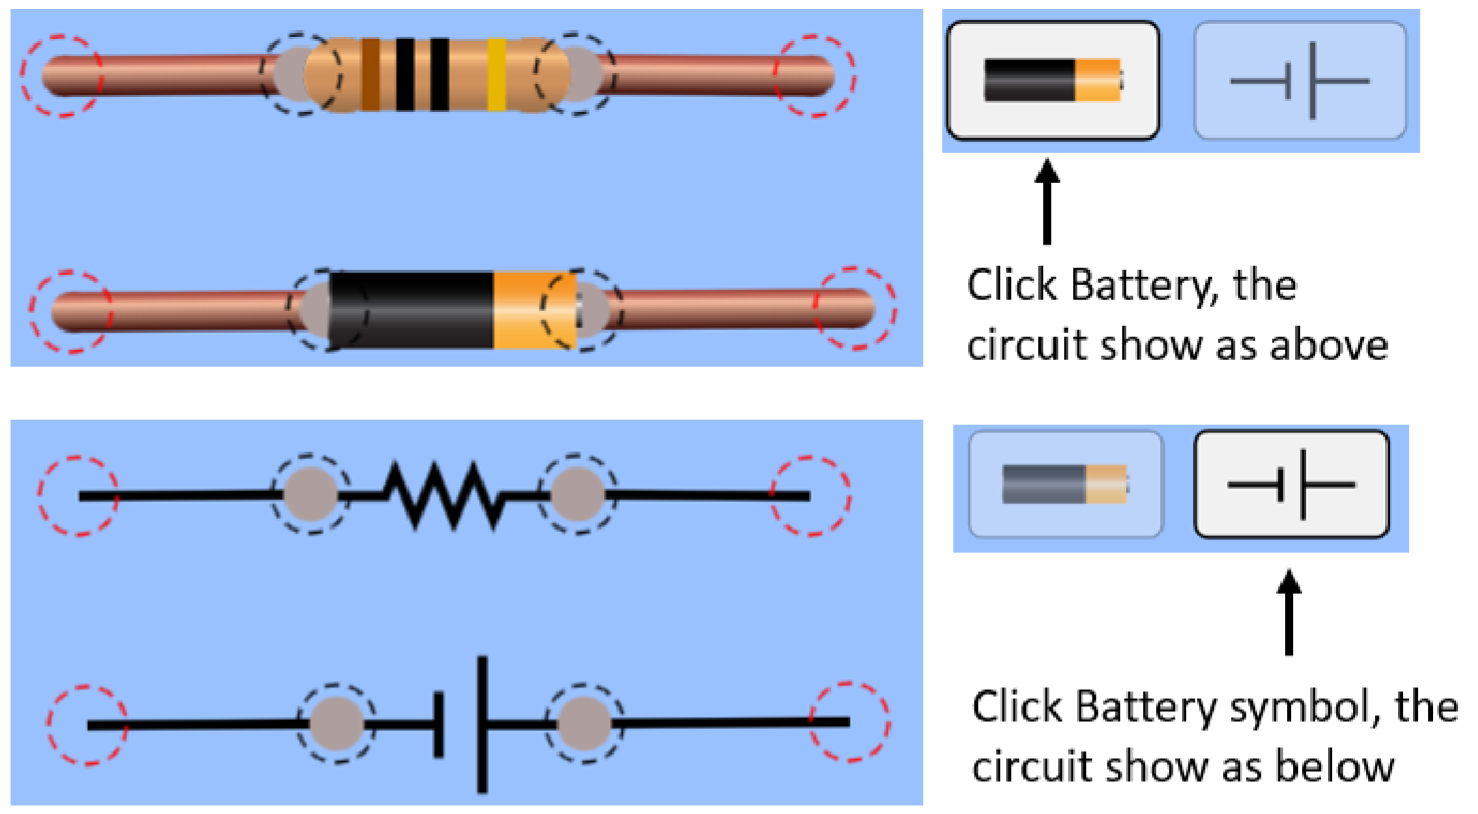 Click Battery, the
circuit show as above
Click Battery symbol, the
circuit show as below